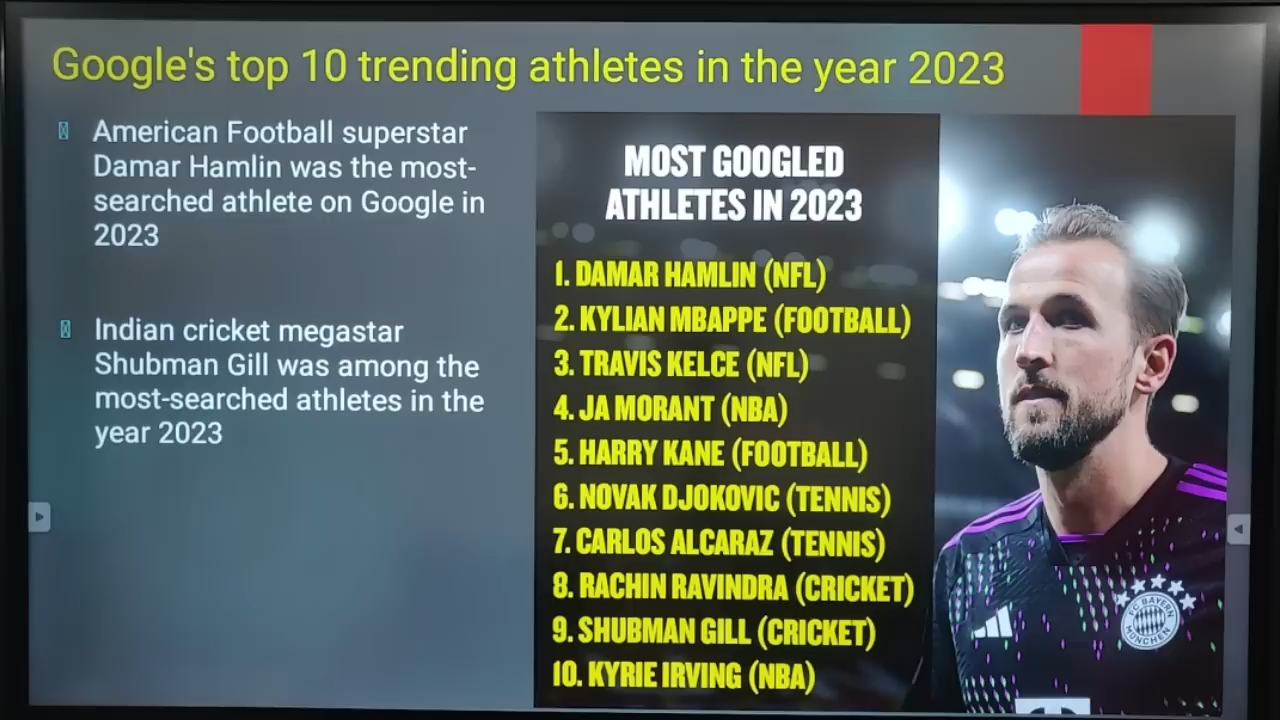 Google's top 10 trending athletes in the year 2023
American Football superstar
Damar Hamlin was the most-
searched athlete on Google in
2023
Indian cricket megastar
Shubman Gill was among the
most-searched athletes in the
year 2023
MOST GOOGLED
ATHLETES IN 2023
1. DAMAR HAMLIN (NFL)
2. KYLIAN MBAPPE (FOOTBALL)
3. TRAVIS KELCE (NFL)
4. JA MORANT (NBA)
5. HARRY KANE (FOOTBALL)
6. NOVAK DJOKOVIC (TENNIS)
7. CARLOS ALCARAZ (TENNIS)
8. RACHIN RAVINDRA (CRICKET)
9. SHUBMAN GILL (CRICKET)
10. KYRIE IRVING (NBA)
FC BAYERN
MÜNCHEN